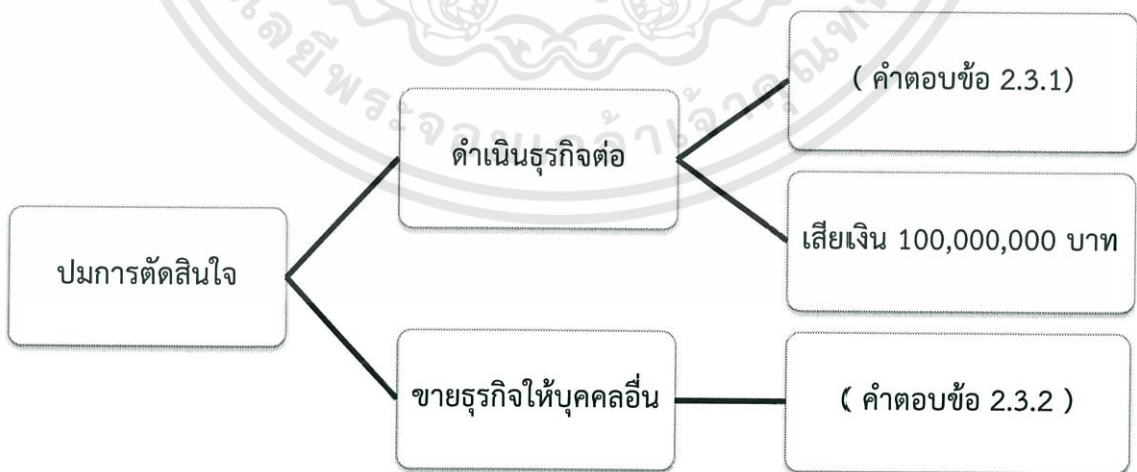 ( คำตอบข้อ 2.3.1)
ดำเนินธุรกิจต่อ
เสียเงิน 100,000,000 บาท
ปมการตัดสินใจ
ขายธุรกิจให้บุคคลอื่น
( คำตอบข้อ 2.3.2 )